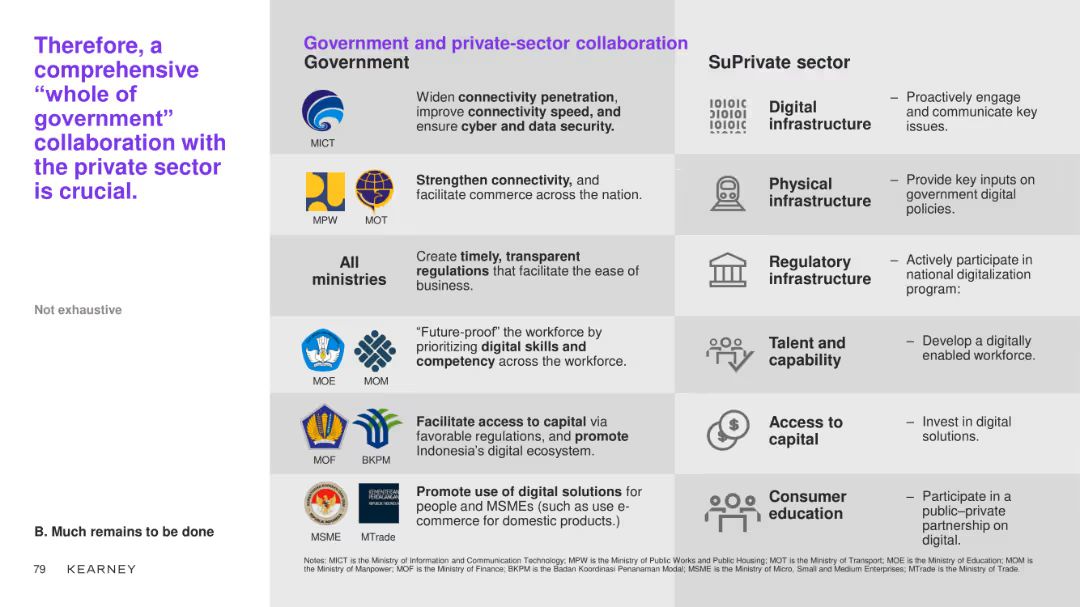 Therefore, a
comprehensive
“whole of
government”
collaboration with
the private sector
is crucial.
Not exhaustive
B. Much remains to be done
79 KEARNEY
Government and private-sector collaboration
Government
SuPrivate sector
MICT
Widen connectivity penetration,
improve connectivity speed, and
ensure cyber and data security.
Digital
infrastructure
– Proactively engage
and communicate key
issues.
MPW MOT
Strengthen connectivity, and
facilitate commerce across the nation.
Physical
infrastructure
– Provide key inputs on
government digital
policies.
All
ministries
Create timely, transparent
regulations that facilitate the ease of
business.
Regulatory
infrastructure
– Actively participate in
national digitalization
program:
MOE MOM
“Future-proof” the workforce by
prioritizing digital skills and
competency across the workforce.
Talent and
capability
– Develop a digitally
enabled workforce.
MOF BKPM
Facilitate access to capital via
favorable regulations, and promote
Indonesia’s digital ecosystem.
Access to
capital
– Invest in digital
solutions.
KEMENTERIAN
PERDAGANGAN
REPUBLIK INDONESIA
MSME MTrade
Promote use of digital solutions for
people and MSMEs (such as use e-
commerce for domestic products.)
Consumer
education
– Participate in a
public–private
partnership on
digital.
Notes: MICT is the Ministry of Information and Communication Technology; MPW is the Ministry of Public Works and Public Housing; MOT is the Ministry of Transport; MOE is the Ministry of Education; MOM is
the Ministry of Manpower; MOF is the Ministry of Finance; BKPM is the Badan Koordinasi Penanaman Modal; MSME is the Ministry of Micro, Small and Medium Enterprises; MTrade is the Ministry of Trade.